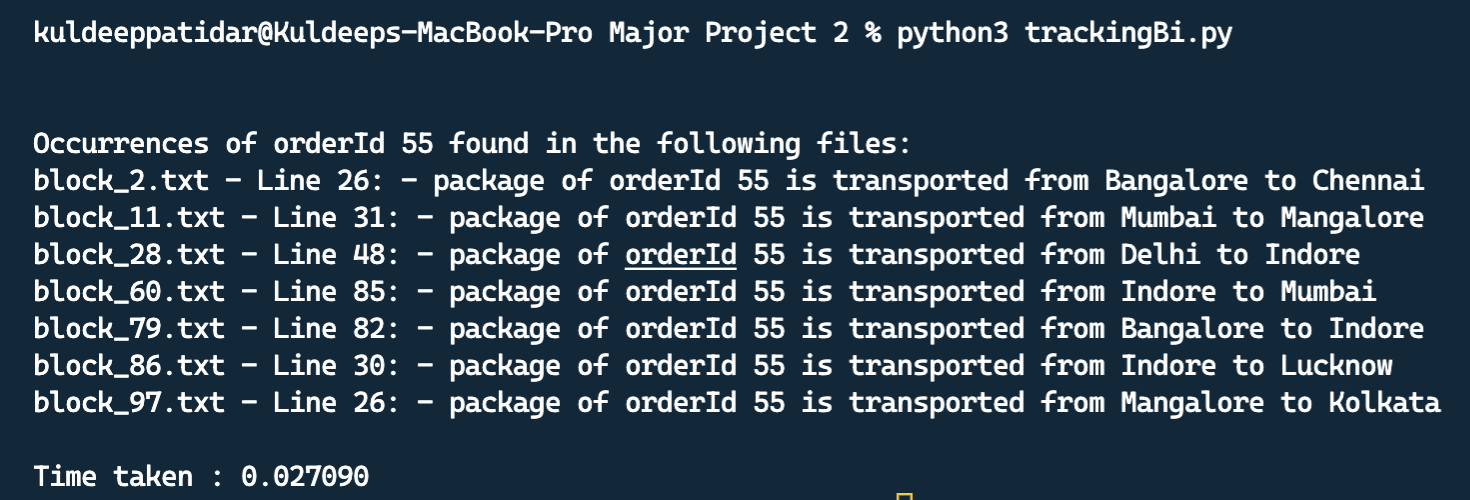 kuldeeppatidar@Kuldeeps-MacBook-Pro Major Project 2 % python3 trackingBi.py
Occurrences of orderId 55 found in the following files:
block_2.txt - Line 26: - package of orderId 55 is transported from Bangalore to Chennai
block_11.txt - Line 31: - package of orderId 55 is transported from Mumbai to Mangalore
block_28.txt - Line 48: - package of orderId 55 is transported from Delhi to Indore
block_60.txt - Line 85: - package of orderId 55 is transported from Indore to Mumbai
block_79.txt - Line 82: - package of orderId 55 is transported from Bangalore to Indore
block_86.txt - Line 30: - package of orderId 55 is transported from Indore to Lucknow
block_97.txt - Line 26: - package of orderId 55 is transported from Mangalore to Kolkata
Time taken : 0.027090